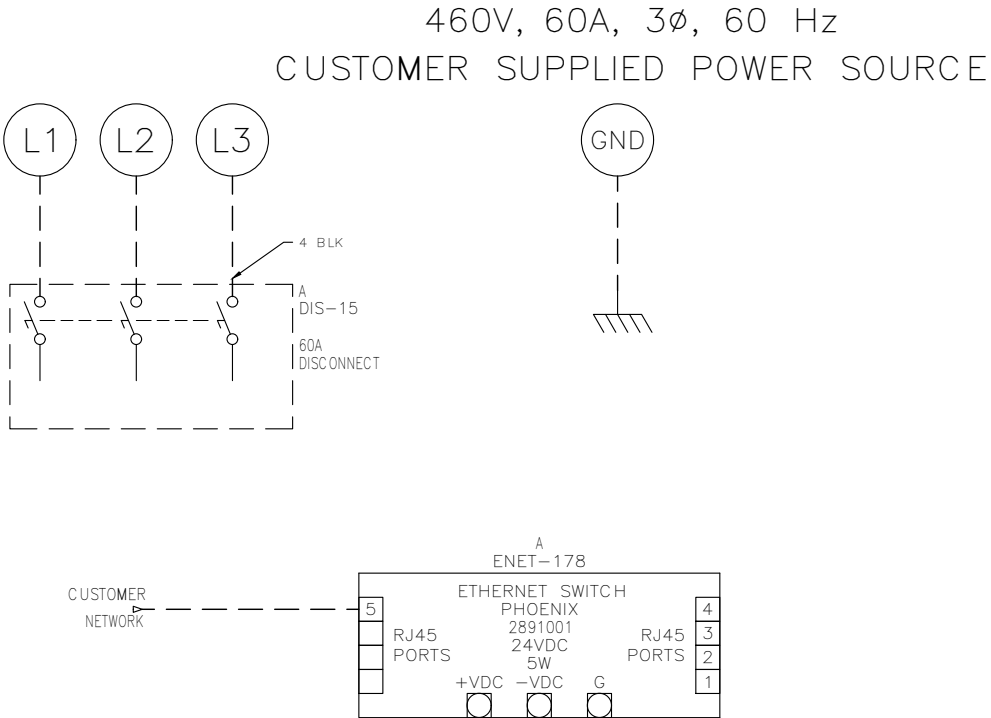 460V, 60A, 3ø, 60 Hz
CUSTOMER SUPPLIED POWER SOURCE
L1 L2 L3 GND
4 BLK
A
DIS-15
60A
DISCONNECT
A
ENET-178
CUSTOMER
NETWORK
ETHERNET SWITCH
PHOENIX
2891001
24VDC
5W
5
RJ45
PORTS
RJ45
PORTS
4
3
2
1
+VDC -VDC G